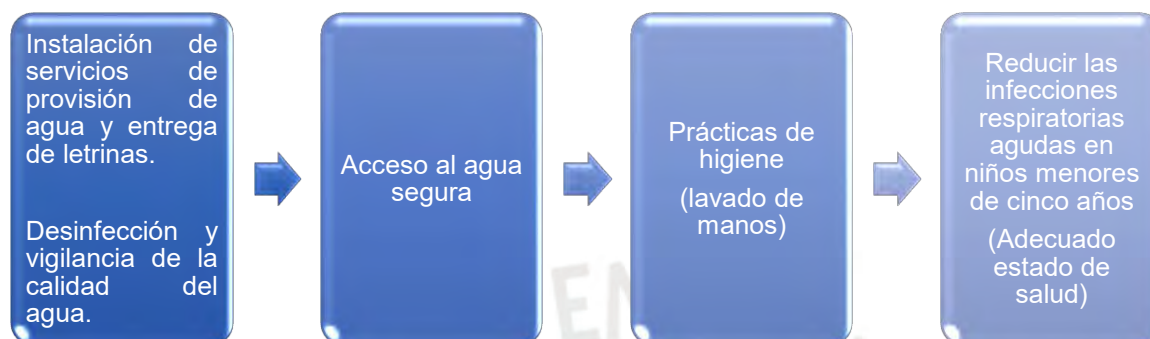 Instalación de
servicios de
provisión de
agua y entrega
de letrinas.
Desinfección y
vigilancia de la
calidad del
agua.
Acceso al agua
segura
Prácticas de
higiene
(lavado de
manos)
Reducir las
infecciones
respiratorias
agudas en
niños menores
de cinco años
(Adecuado
estado de
salud)